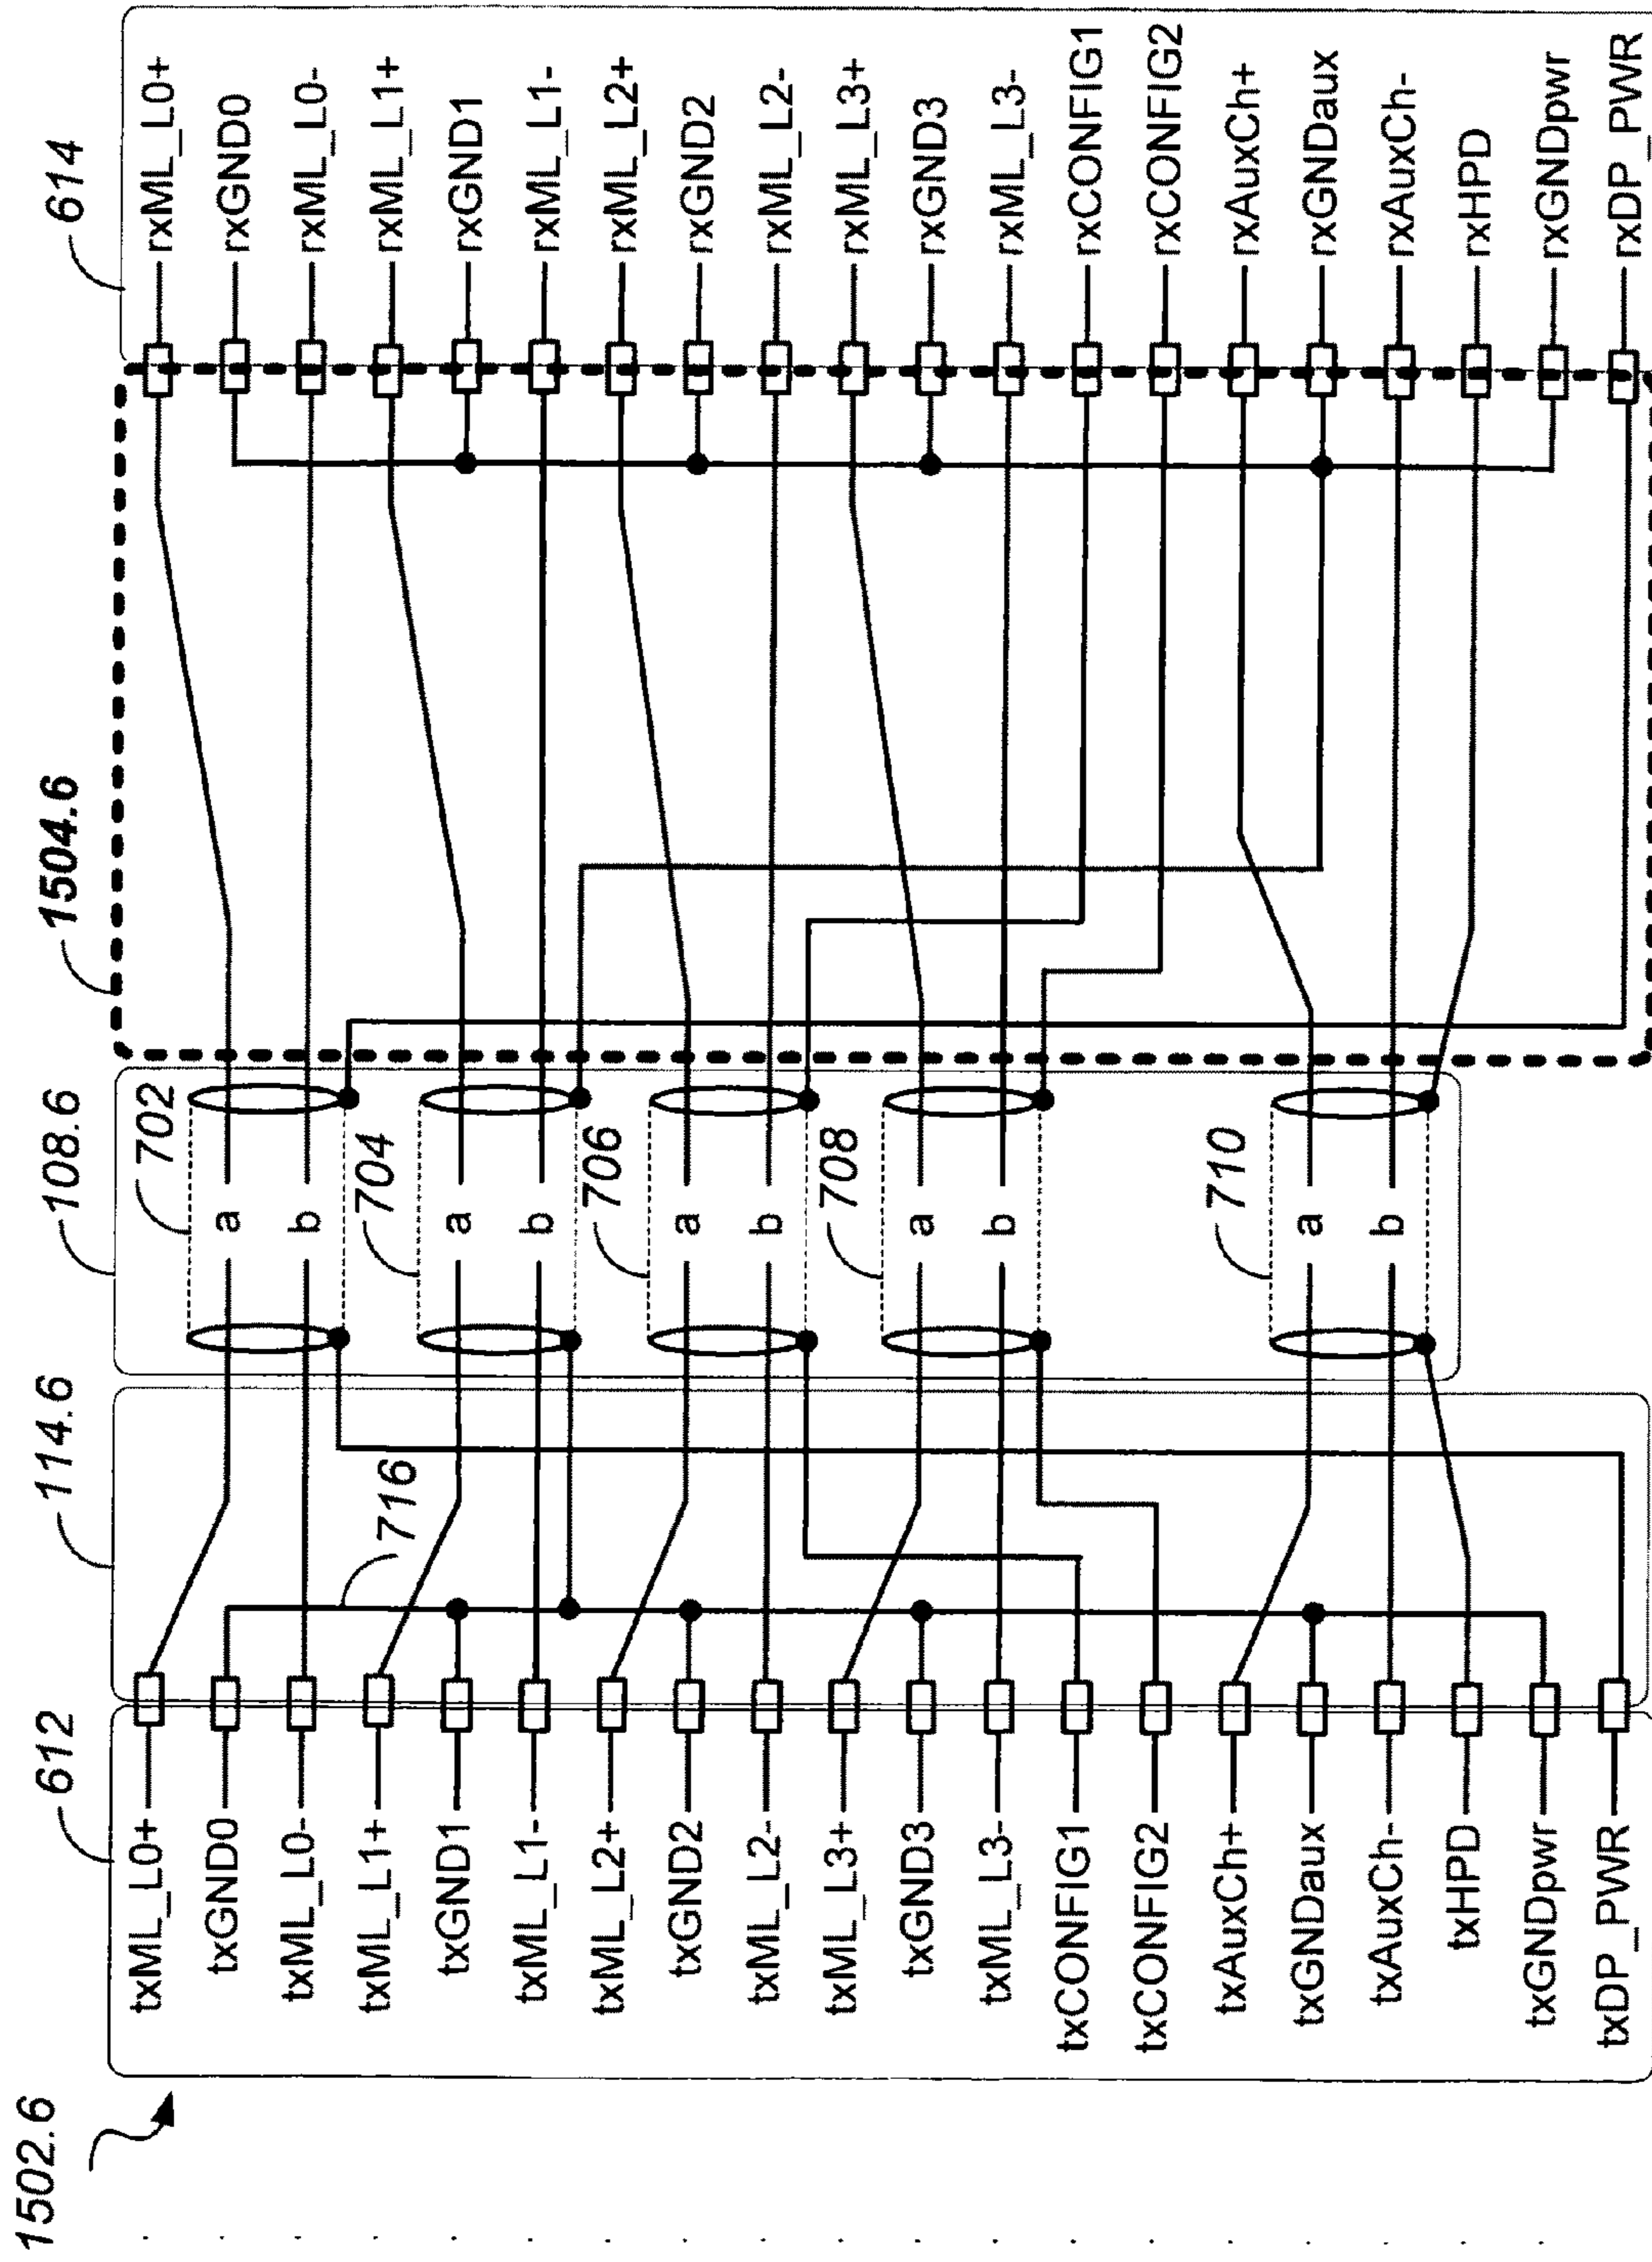 1502.6
612
114.6
108.6
1504.6
614
txML_L0+
txGND0
txML_L0-
txML_L1+
txGND1
txML_L1-
txML_L2+
txGND2
txML_L2-
txML_L3+
txGND3
txML_L3-
txCONFIG1
txCONFIG2
txAuxCh+
txGNDaux
txAuxCh-
txHPD
txGNDpwr
txDP_PWR
716
702
a
b
704
a
b
706
a
b
708
a
b
710
a
b
rxML_L0+
rxGND0
rxML_L0-
rxML_L1+
rxGND1
rxML_L1-
rxML_L2+
rxGND2
rxML_L2-
rxML_L3+
rxGND3
rxML_L3-
rxCONFIG1
rxCONFIG2
rxAuxCh+
rxGNDaux
rxAuxCh-
rxHPD
rxGNDpwr
rxDP_PWR